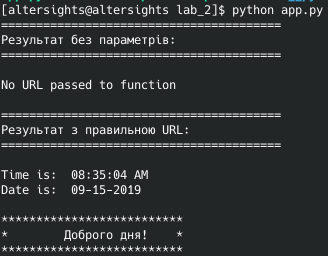 [altersights@altersights lab_2]$ python app.py
========================================
Результат без параметрів:
========================================
No URL passed to function
========================================
Результат з правильною URL:
========================================
Time is:  08:35:04 AM
Date is:  09-15-2019
**************************
*        Доброго дня!    *
**************************